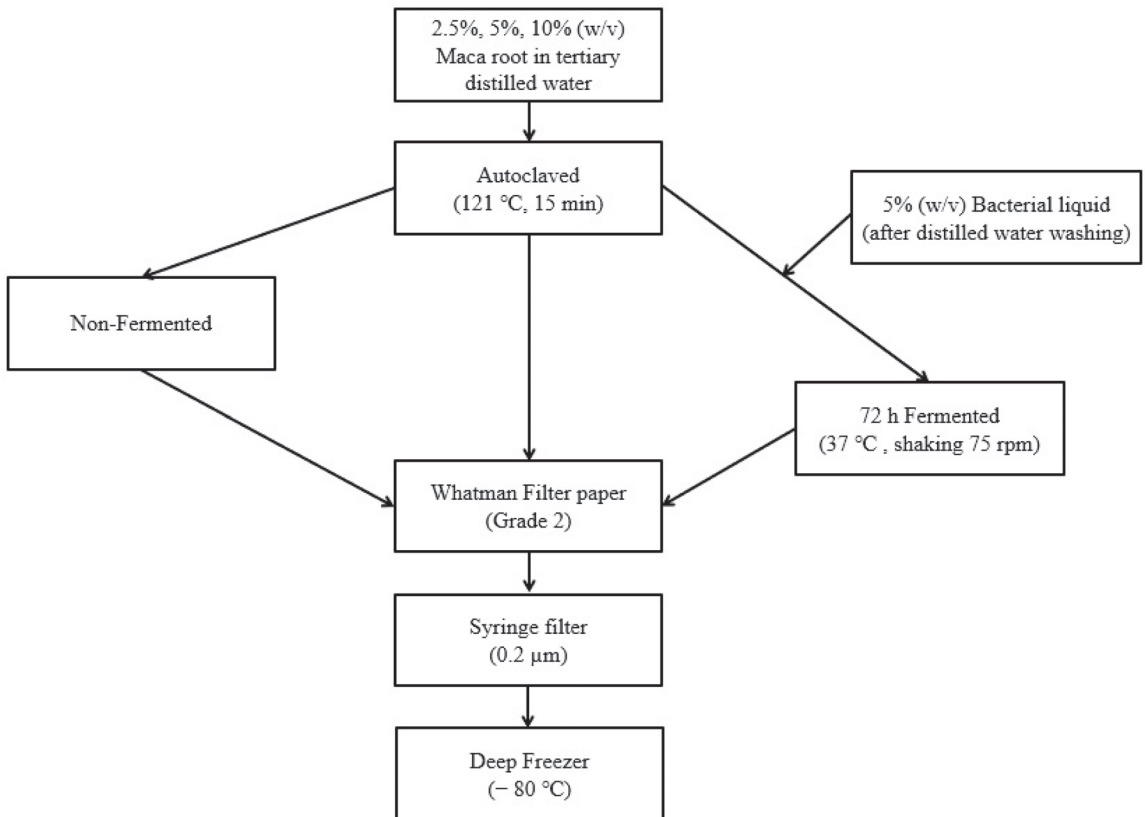 2.5%, 5%, 10% (w/v)
Maca root in tertiary
distilled water
Autoclaved
(121 ℃, 15 min)
5% (w/v) Bacterial liquid
(after distilled water washing)
Non-Fermented
72 h Fermented
(37 ℃ , shaking 75 rpm)
Whatman Filter paper
(Grade 2)
Syringe filter
(0.2 μm)
Deep Freezer
(− 80 ℃)